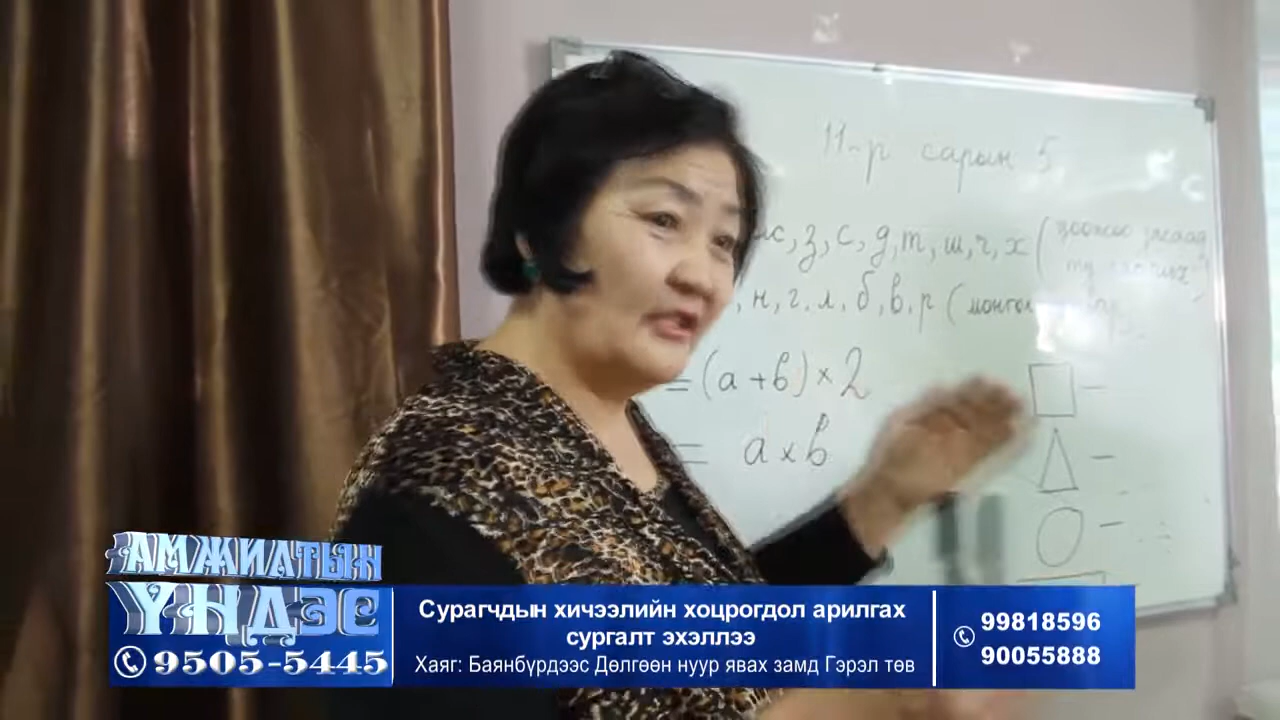 11-р сарын 5
ж, з, с, д, т, ш, ч, х (
, н, г, л, б, в, р (
= (a + b) × 2
= a × b
АМЖИЛТЫН
ҮНДЭС
9505-5445
Сурагчдын хичээлийн хоцрогдол арилгах
сургалт эхэллээ
Хаяг: Баянбүрдээс Дөлгөөн нуур явах замд Гэрэл төв
99818596
90055888